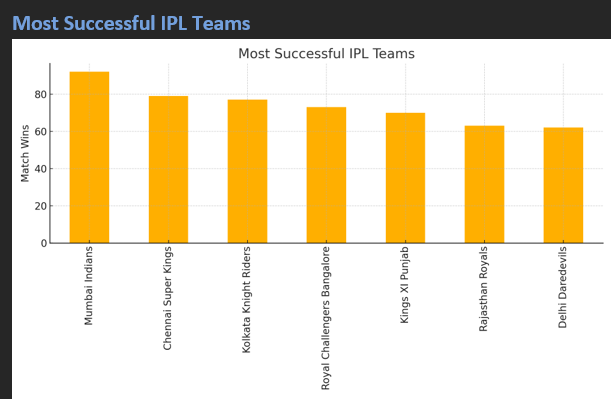 Most Successful IPL Teams
Most Successful IPL Teams
Match Wins
80
60
40
20
0
Mumbai Indians
Chennai Super Kings
Kolkata Knight Riders
Royal Challengers Bangalore
Kings XI Punjab
Rajasthan Royals
Delhi Daredevils